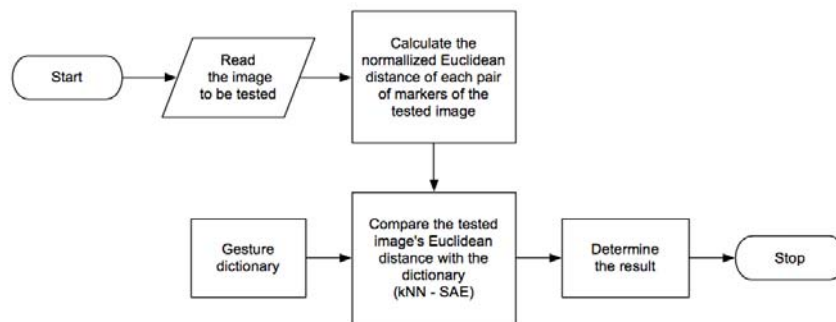 Start
Read
the image
to be tested
Calculate the
normallized Euclidean
distance of each pair
of markers of the
tested image
Gesture
dictionary
Compare the tested
image's Euclidean
distance with the
dictionary
(kNN - SAE)
Determine
the result
Stop